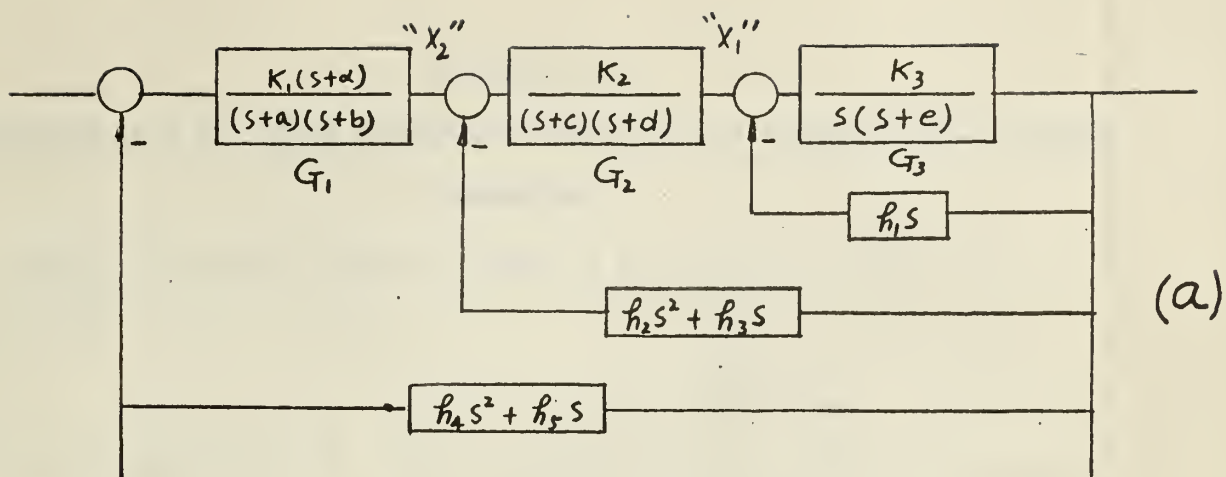 "X₂"
"X₁"
K₁(s+α)
(s+a)(s+b)
G₁
K₂
(s+c)(s+d)
G₂
K₃
s(s+e)
G₃
-
-
-
h₁s
h₂s² + h₃s
(a)
h₄s² + h₅s